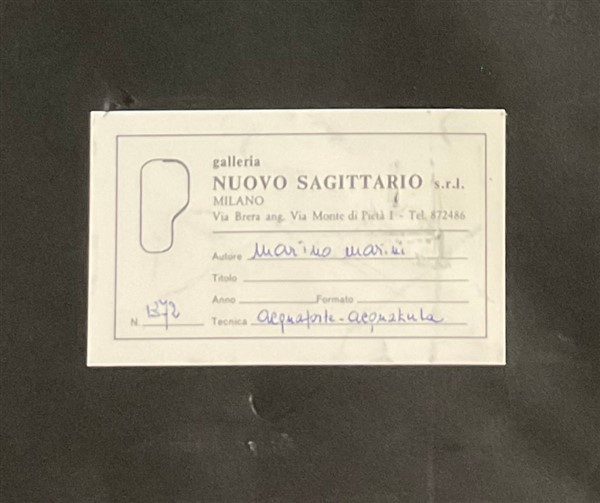 galleria
NUOVO SAGITTARIO s.r.l.
MILANO
Via Brera ang. Via Monte di Pietà 1 - Tel. 872486
Autore Marino Marini
Titolo
Anno Formato
N. 1372 Tecnica acquaforte-acquatinta